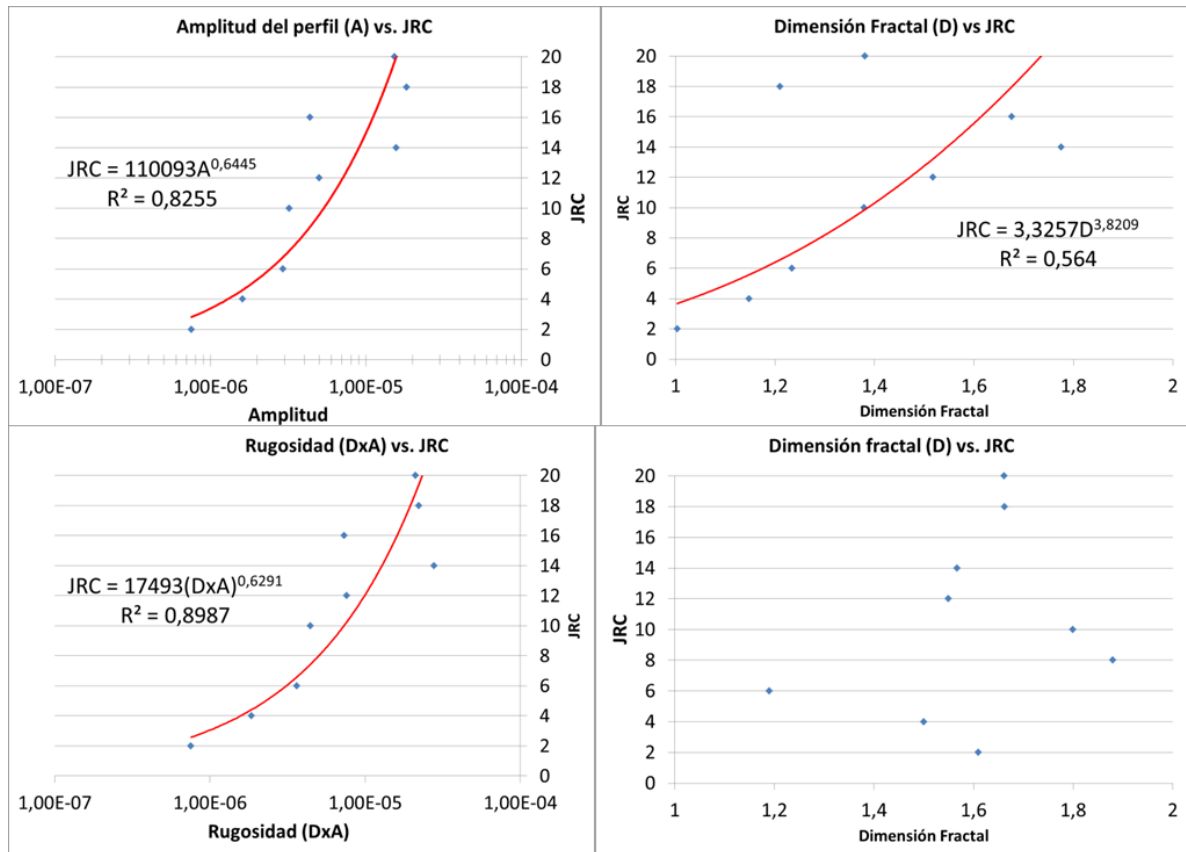 Amplitud del perfil (A) vs. JRC
20
18
16
14
12
10
8
6
4
2
0
JRC
JRC = 110093A^0,6445
R² = 0,8255
1,00E-07 1,00E-06 1,00E-05 1,00E-04
Amplitud
Dimensión Fractal (D) vs JRC
20
18
16
14
12
10
8
6
4
2
0
JRC
JRC = 3,3257D^3,8209
R² = 0,564
1 1,2 1,4 1,6 1,8 2
Dimensión Fractal
Rugosidad (DxA) vs. JRC
20
18
16
14
12
10
8
6
4
2
0
JRC
JRC = 17493(DxA)^0,6291
R² = 0,8987
1,00E-07 1,00E-06 1,00E-05 1,00E-04
Rugosidad (DxA)
Dimensión fractal (D) vs. JRC
20
18
16
14
12
10
8
6
4
2
0
JRC
1 1,2 1,4 1,6 1,8 2
Dimensión Fractal